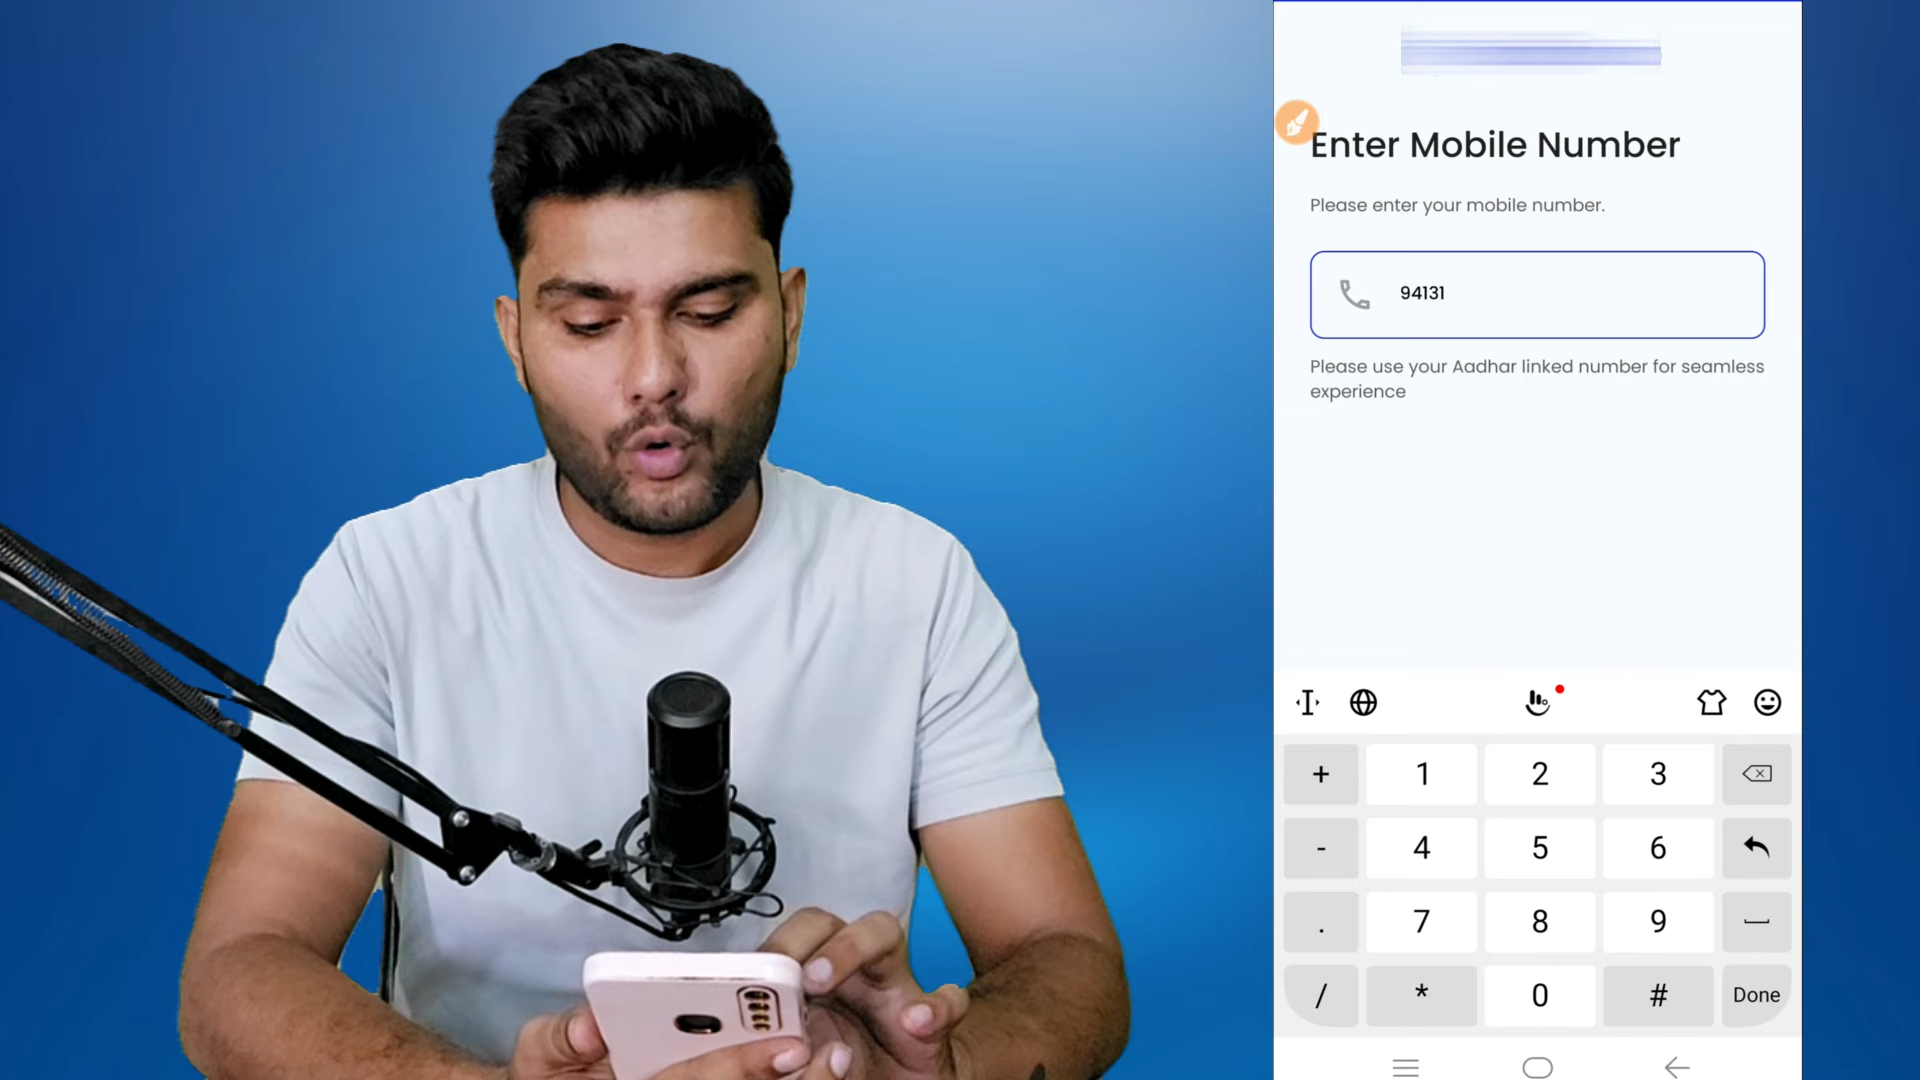 Enter Mobile Number
Please enter your mobile number.
94131
Please use your Aadhar linked number for seamless
experience
+ 1 2 3
- 4 5 6
. 7 8 9
/ * 0 # Done